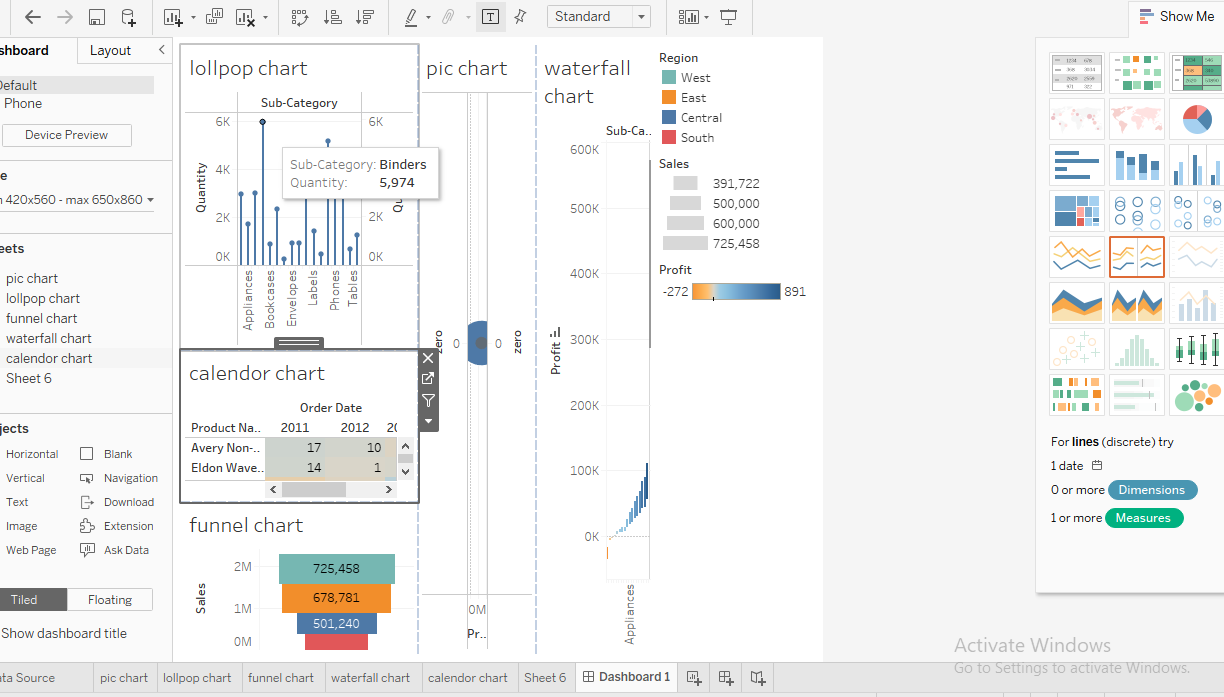 Standard
Show Me
shboard
Layout
Default
Phone
Device Preview
420x560 - max 650x860
eets
pic chart
lollpop chart
funnel chart
waterfall chart
calendor chart
Sheet 6
jects
Horizontal
Blank
Vertical
Navigation
Text
Download
Image
Extension
Web Page
Ask Data
Tiled
Floating
Show dashboard title
lollpop chart
Sub-Category
6K
4K
2K
0K
Quantity
6K
2K
0K
Sub-Category: Binders
Quantity: 5,974
Appliances
Bookcases
Envelopes
Labels
Phones
Tables
calendor chart
Order Date
Product Na..
2011
2012
20
Avery Non-..
17
10
Eldon Wave..
14
1
funnel chart
Sales
2M
1M
0M
725,458
678,781
501,240
pic chart
zero
0
0
zero
0M
Pr..
waterfall
chart
Sub-Ca..
600K
500K
400K
300K
200K
100K
0K
Profit
Appliances
Region
West
East
Central
South
Sales
391,722
500,000
600,000
725,458
Profit
-272
891
For lines (discrete) try
1 date
0 or more Dimensions
1 or more Measures
Activate Windows
Go to Settings to activate Windows.
ta Source
pic chart
lollpop chart
funnel chart
waterfall chart
calendor chart
Sheet 6
Dashboard 1